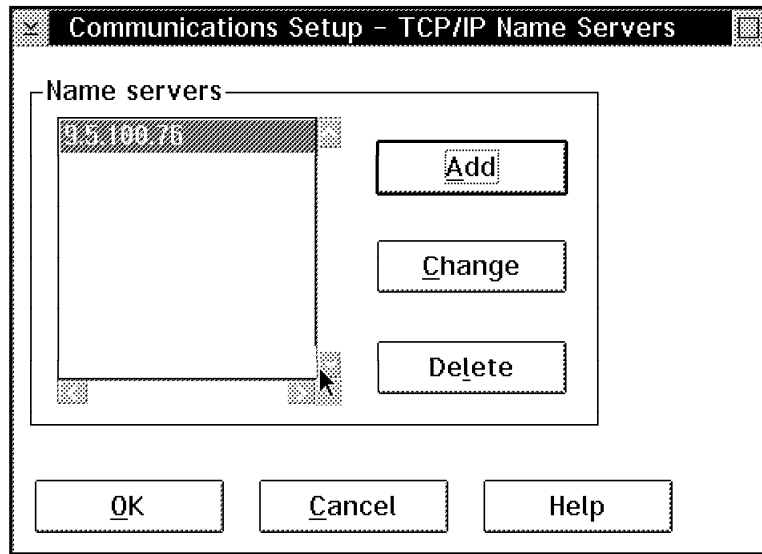 Communications Setup – TCP/IP Name Servers
Name servers
9.5.100.76
Add
Change
Delete
OK
Cancel
Help